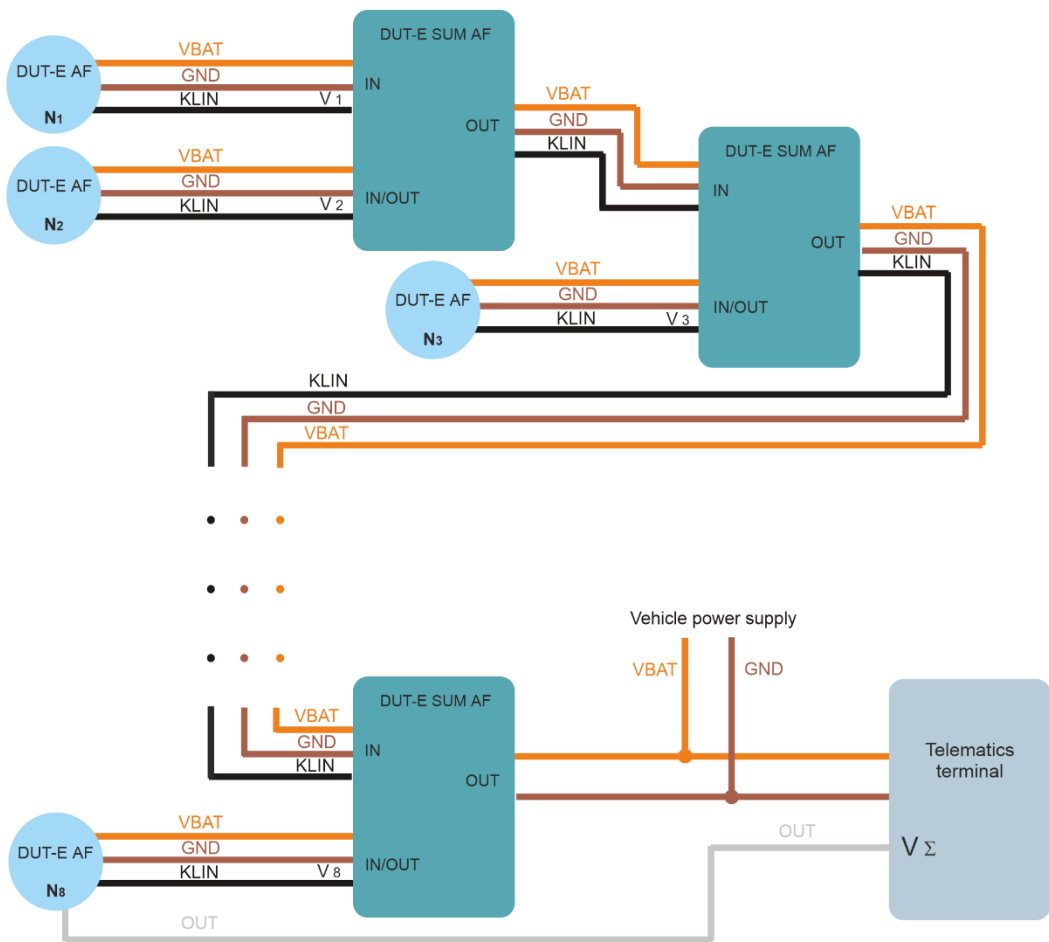 DUT-E AF
N1
VBAT
GND
KLIN
V 1
DUT-E SUM AF
IN
OUT
IN/OUT
DUT-E AF
N2
VBAT
GND
KLIN
V 2
VBAT
GND
KLIN
DUT-E SUM AF
IN
OUT
IN/OUT
VBAT
GND
KLIN
DUT-E AF
N3
VBAT
GND
KLIN
V 3
KLIN
GND
VBAT
Vehicle power supply
VBAT
GND
VBAT
GND
KLIN
DUT-E SUM AF
IN
OUT
IN/OUT
Telematics
terminal
V Σ
OUT
DUT-E AF
N8
VBAT
GND
KLIN
V 8
OUT